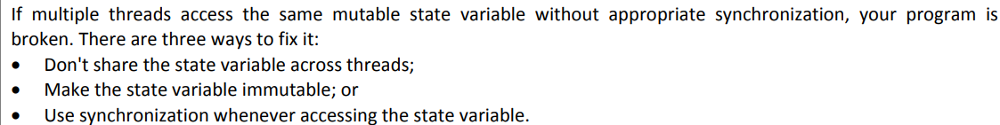 If multiple threads access the same mutable state variable without appropriate synchronization, your program is
broken. There are three ways to fix it:
• Don't share the state variable across threads;
• Make the state variable immutable; or
• Use synchronization whenever accessing the state variable.